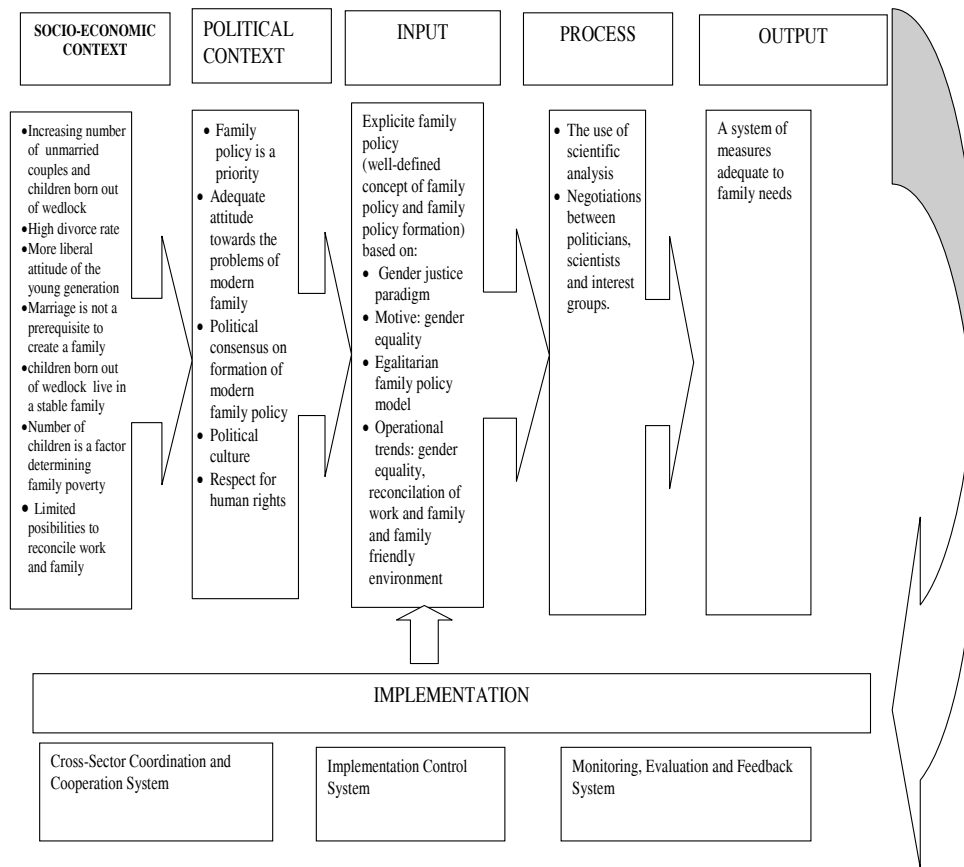 SOCIO-ECONOMIC
CONTEXT
POLITICAL
CONTEXT
INPUT
PROCESS
OUTPUT
•Increasing number
of unmarried
couples and
children born out
of wedlock
•High divorce rate
•More liberal
attitude of the
young generation
•Marriage is not a
prerequisite to
create a family
•children born out
of wedlock live in
a stable family
•Number of
children is a factor
determining
family poverty
• Limited
posibilities to
reconcile work
and family
• Family
policy is a
priority
• Adequate
attitude
towards the
problems of
modern
family
• Political
consensus on
formation of
modern
family policy
• Political
culture
• Respect for
human rights
Explicite family
policy
(well-defined
concept of family
policy and family
policy formation)
based on:
• Gender justice
paradigm
• Motive: gender
equality
• Egalitarian
family policy
model
• Operational
trends: gender
equality,
reconcilation of
work and family
and family
friendly
environment
• The use of
scientific
analysis
• Negotiations
between
politicians,
scientists
and interest
groups.
A system of
measures
adequate to
family needs
IMPLEMENTATION
Cross-Sector Coordination and
Cooperation System
Implementation Control
System
Monitoring, Evaluation and Feedback
System